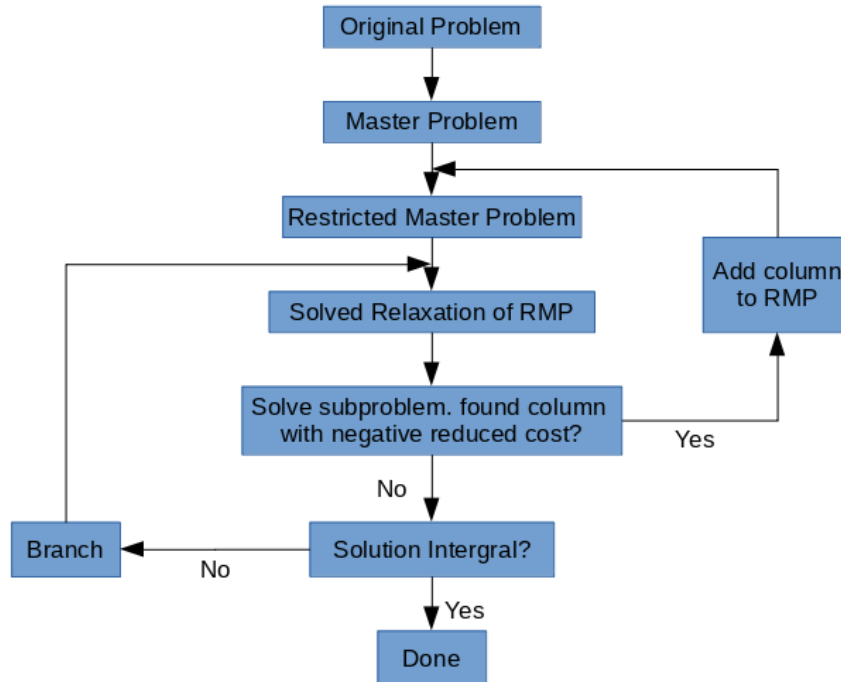 Original Problem
Master Problem
Restricted Master Problem
Add column
to RMP
Solved Relaxation of RMP
Solve subproblem. found column
with negative reduced cost?
Yes
No
Branch
No
Solution Intergral?
Yes
Done